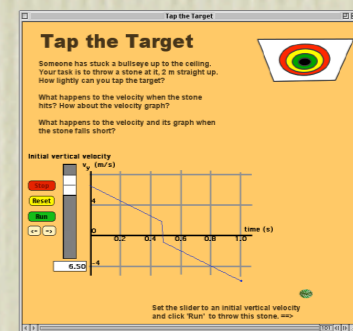 Tap the Target
Tap the Target
Someone has stuck a bullseye up to the ceiling.
Your task is to throw a stone at it, 2 m straight up.
How lightly can you tap the target?
What happens to the velocity when the stone
hits? How about the velocity graph?
What happens to the velocity and its graph when
the stone falls short?
Initial vertical velocity
vy (m/s)
Stop
Reset
Run
<= =>
4
0
0.2 0.4 0.6 0.8 1.0
time (s)
-4
6.50
Set the slider to an initial vertical velocity
and click 'Run' to throw this stone. ==>